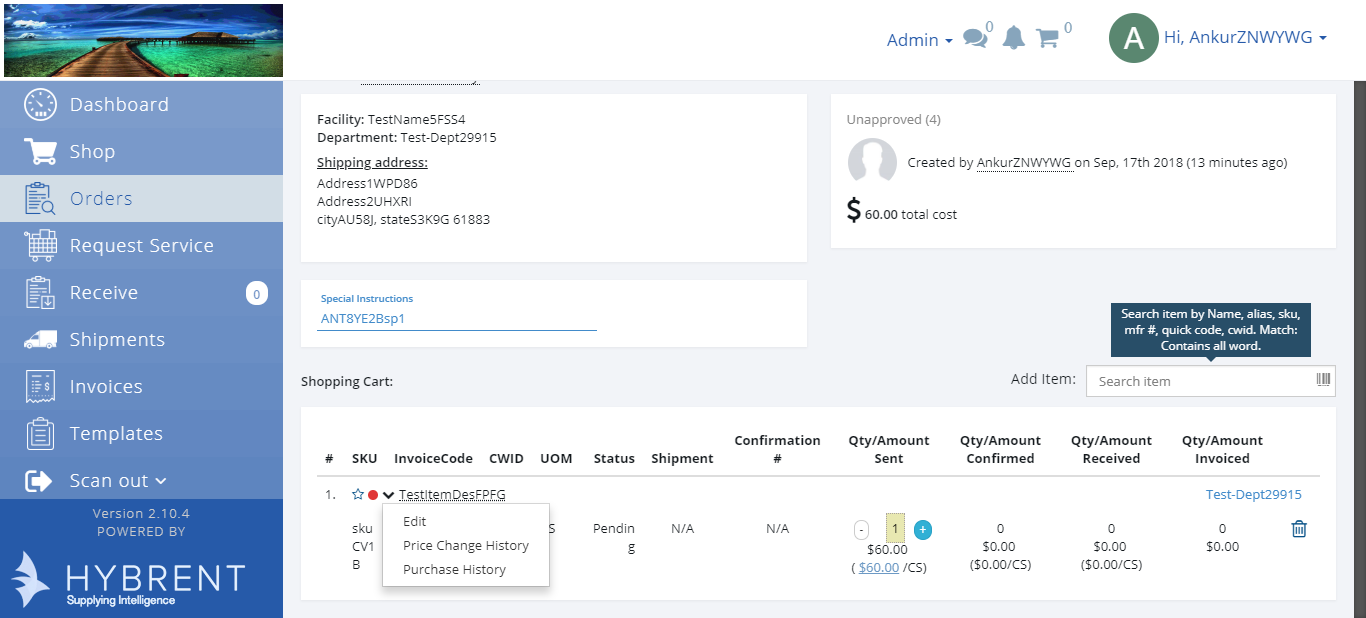 Admin
0
0
A
Hi, AnkurZNWYWG
Dashboard
Shop
Orders
Request Service
Receive
0
Shipments
Invoices
Templates
Scan out
Version 2.10.4
POWERED BY
HYBRENT
Supplying Intelligence
Facility: TestName5FSS4
Department: Test-Dept29915
Shipping address:
Address1WPD86
Address2UHXRI
cityAU58J, stateS3K9G 61883
Unapproved (4)
Created by AnkurZNWYWG on Sep, 17th 2018 (13 minutes ago)
$ 60.00 total cost
Special Instructions
ANT8YE2Bsp1
Search item by Name, alias, sku,
mfr #, quick code, cwid. Match:
Contains all word.
Shopping Cart:
Add Item:
Search item
# SKU InvoiceCode CWID UOM Status Shipment Confirmation # Qty/Amount Sent Qty/Amount Confirmed Qty/Amount Received Qty/Amount Invoiced
1. TestItemDesFPFG
Test-Dept29915
Edit
Price Change History
Purchase History
sku
CV1
B
S
Pendin
g
N/A
N/A
- 1 +
$60.00
( $60.00 /CS)
0
$0.00
($0.00/CS)
0
$0.00
($0.00/CS)
0
$0.00